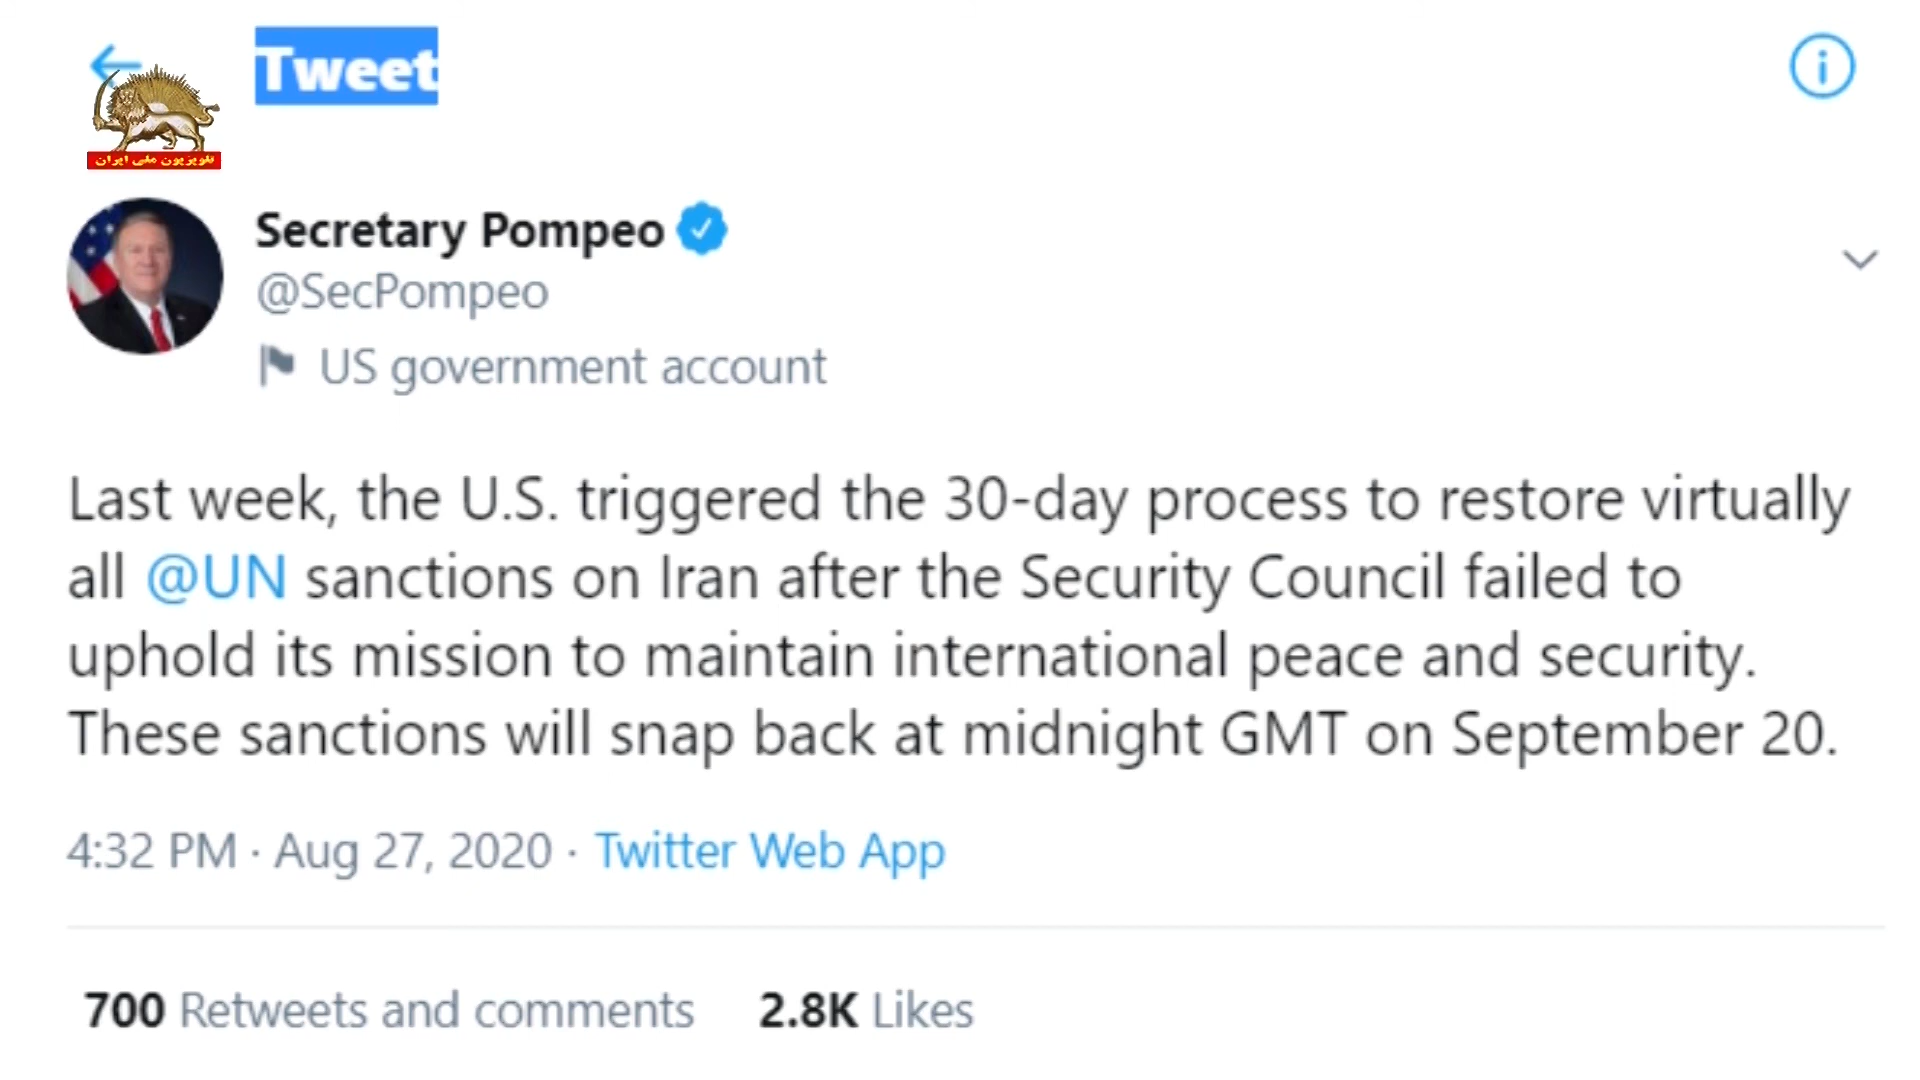 Tweet
تلویزیون ملی ایران
Secretary Pompeo
@SecPompeo
US government account
Last week, the U.S. triggered the 30-day process to restore virtually
all @UN sanctions on Iran after the Security Council failed to
uphold its mission to maintain international peace and security.
These sanctions will snap back at midnight GMT on September 20.
4:32 PM · Aug 27, 2020 · Twitter Web App
700 Retweets and comments 2.8K Likes